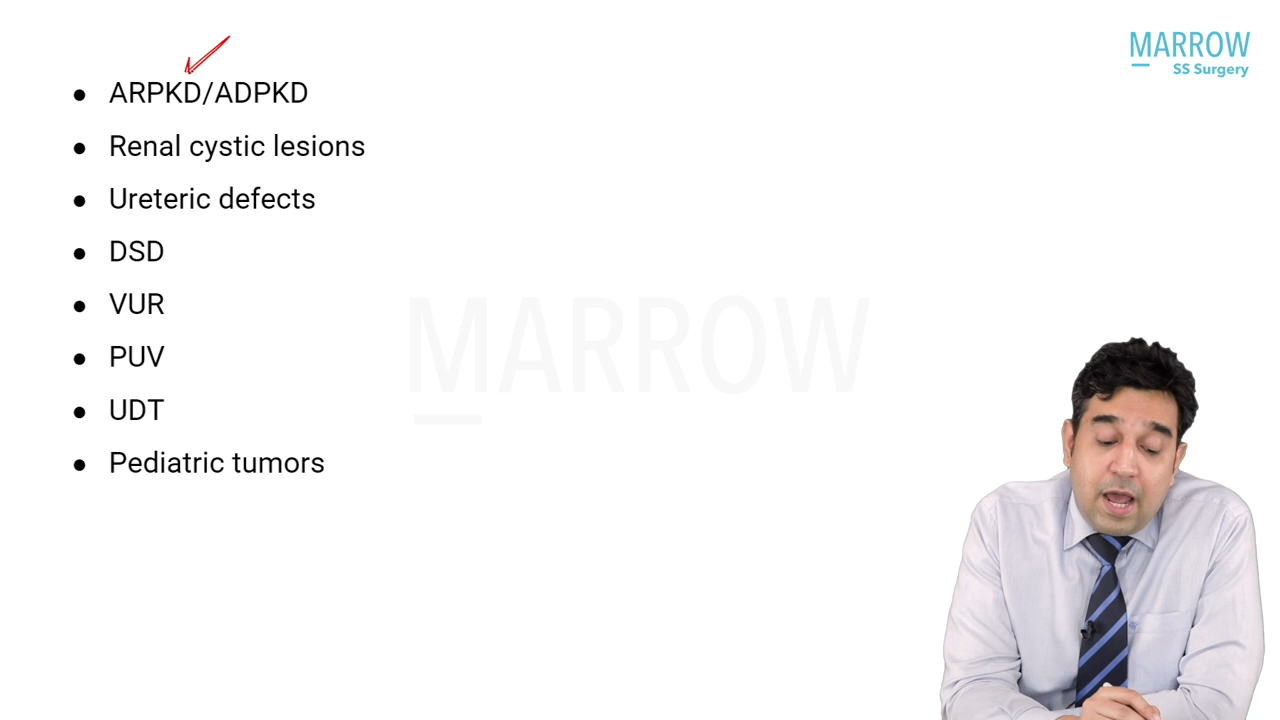 MARROW
SS Surgery
● ARPKD/ADPKD
● Renal cystic lesions
● Ureteric defects
● DSD
● VUR
● PUV
● UDT
● Pediatric tumors
MARROW